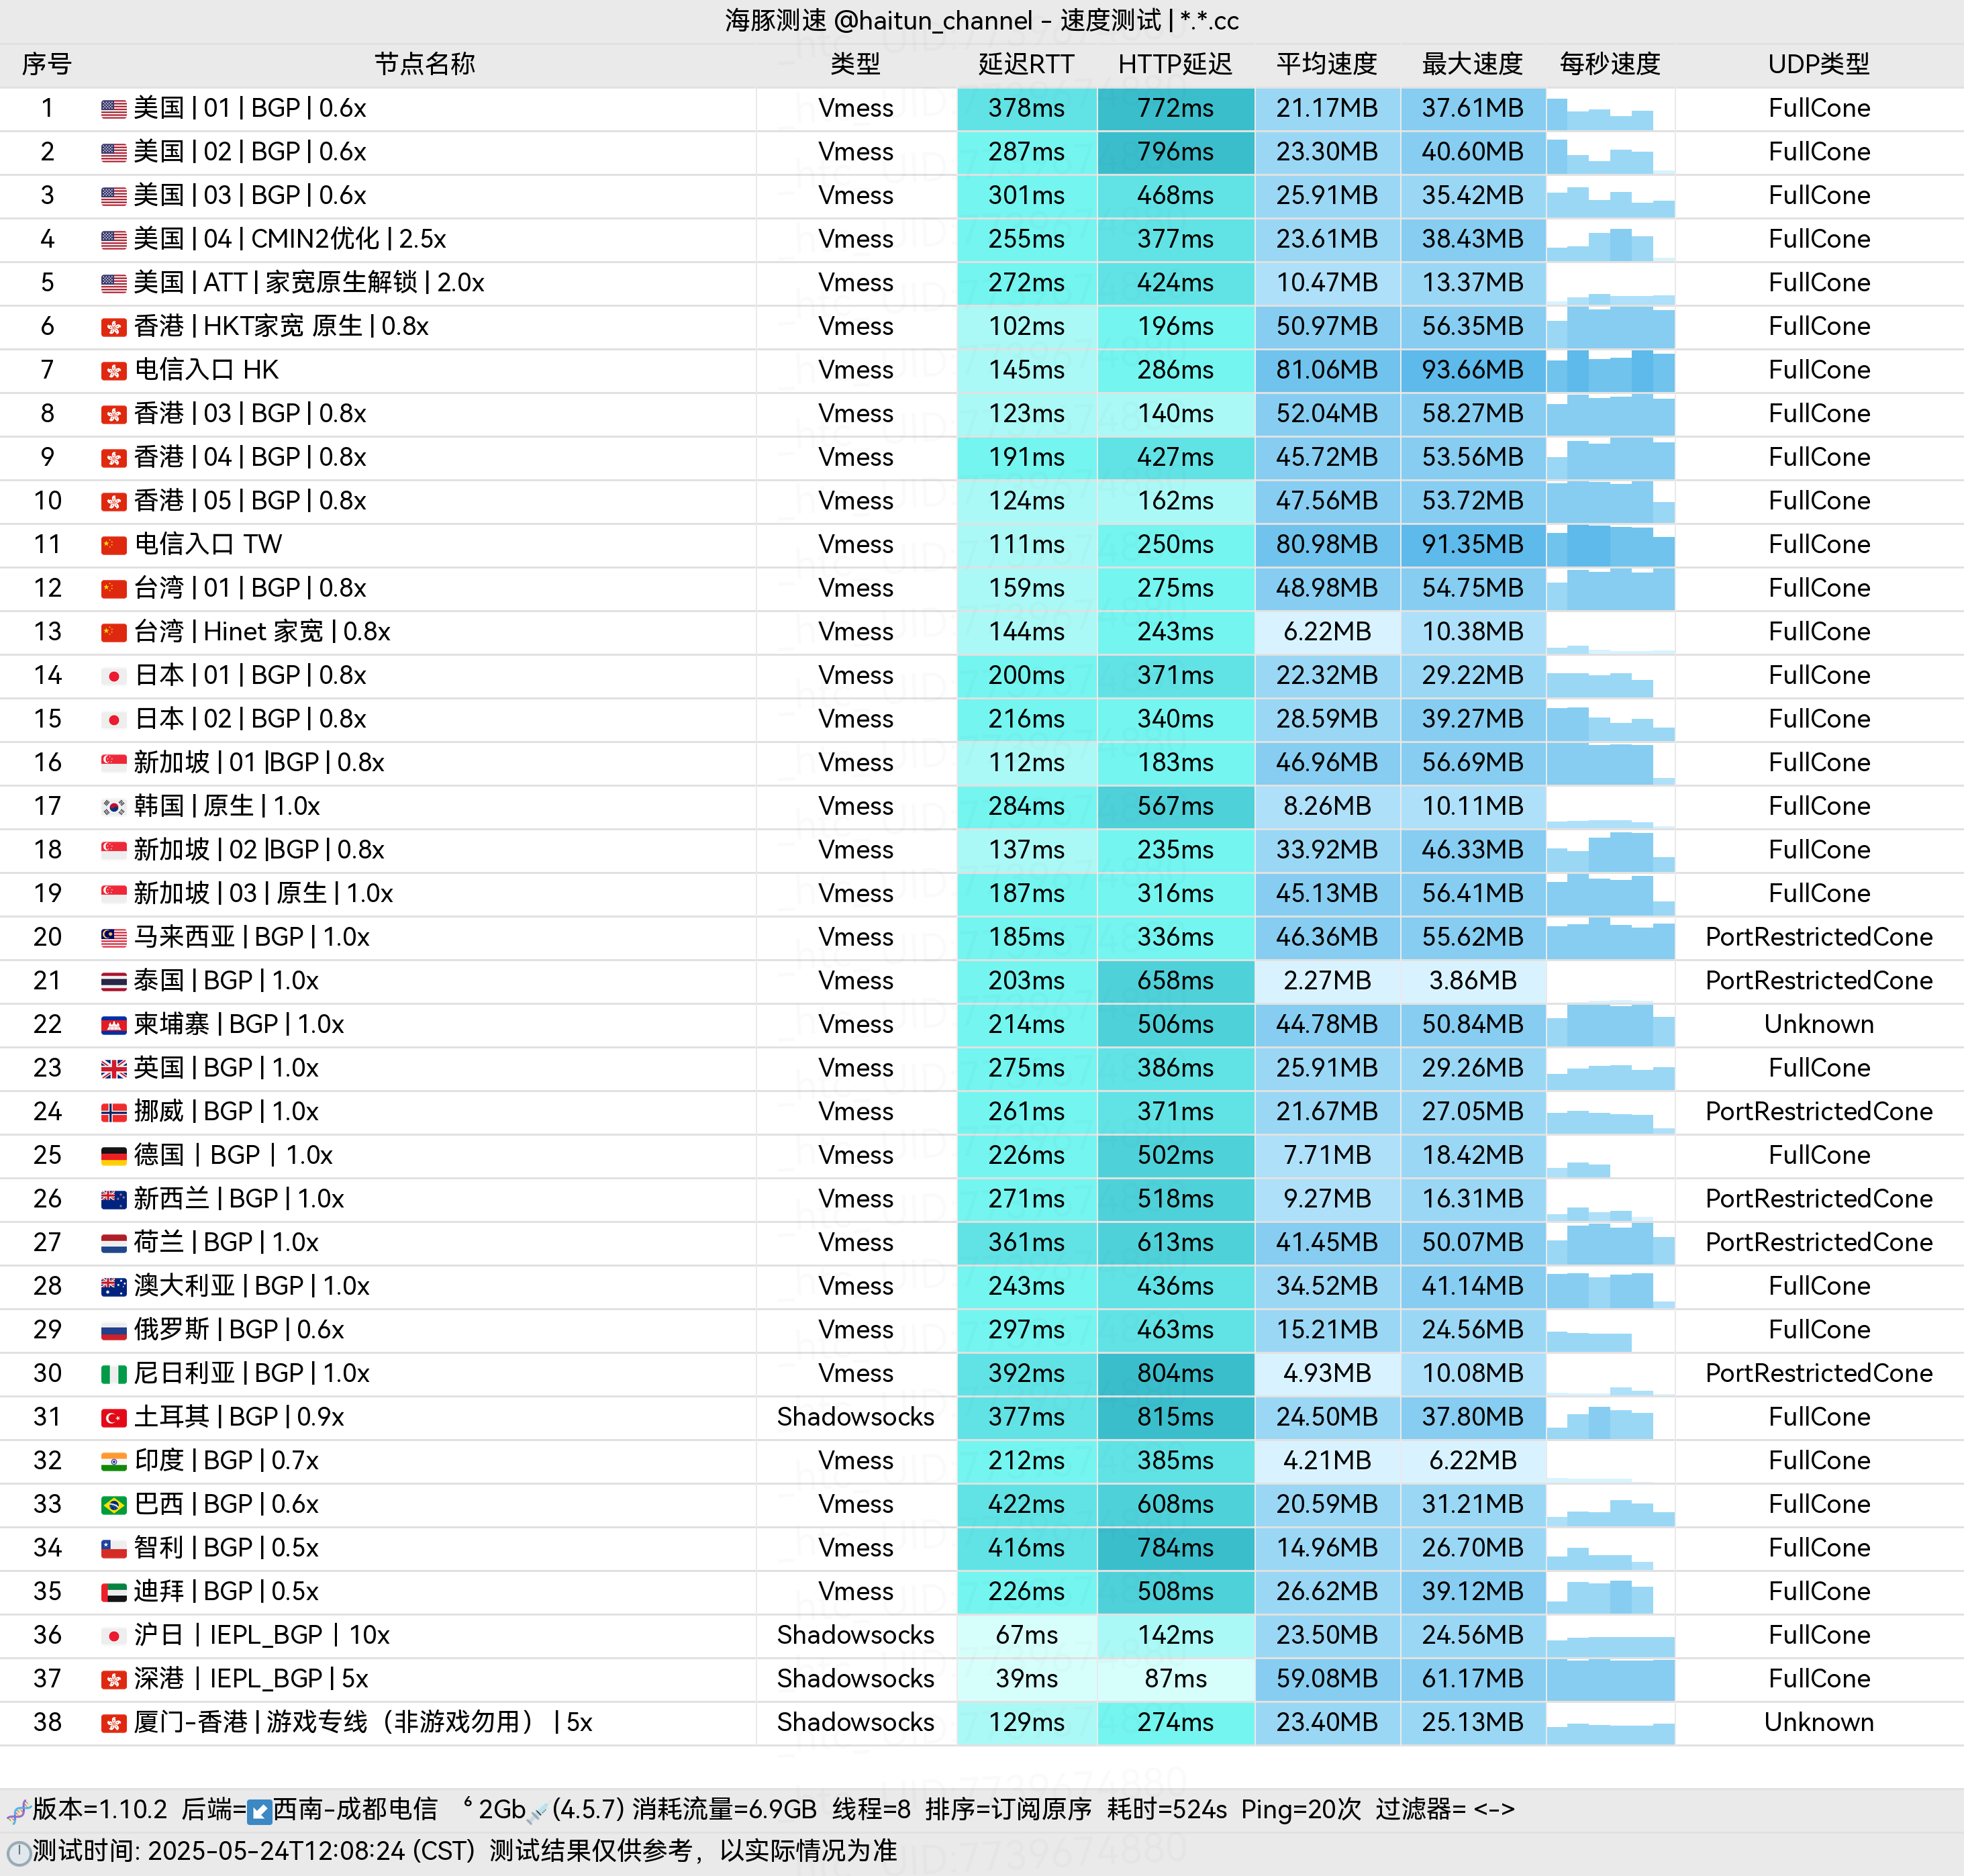 海豚测速 @haitun_channel - 速度测试 | *.*.cc
序号 节点名称 类型 延迟RTT HTTP延迟 平均速度 最大速度 每秒速度 UDP类型
1 美国 | 01 | BGP | 0.6x Vmess 378ms 772ms 21.17MB 37.61MB FullCone
2 美国 | 02 | BGP | 0.6x Vmess 287ms 796ms 23.30MB 40.60MB FullCone
3 美国 | 03 | BGP | 0.6x Vmess 301ms 468ms 25.91MB 35.42MB FullCone
4 美国 | 04 | CMIN2优化 | 2.5x Vmess 255ms 377ms 23.61MB 38.43MB FullCone
5 美国 | ATT | 家宽原生解锁 | 2.0x Vmess 272ms 424ms 10.47MB 13.37MB FullCone
6 香港 | HKT家宽 原生 | 0.8x Vmess 102ms 196ms 50.97MB 56.35MB FullCone
7 电信入口 HK Vmess 145ms 286ms 81.06MB 93.66MB FullCone
8 香港 | 03 | BGP | 0.8x Vmess 123ms 140ms 52.04MB 58.27MB FullCone
9 香港 | 04 | BGP | 0.8x Vmess 191ms 427ms 45.72MB 53.56MB FullCone
10 香港 | 05 | BGP | 0.8x Vmess 124ms 162ms 47.56MB 53.72MB FullCone
11 电信入口 TW Vmess 111ms 250ms 80.98MB 91.35MB FullCone
12 台湾 | 01 | BGP | 0.8x Vmess 159ms 275ms 48.98MB 54.75MB FullCone
13 台湾 | Hinet 家宽 | 0.8x Vmess 144ms 243ms 6.22MB 10.38MB FullCone
14 日本 | 01 | BGP | 0.8x Vmess 200ms 371ms 22.32MB 29.22MB FullCone
15 日本 | 02 | BGP | 0.8x Vmess 216ms 340ms 28.59MB 39.27MB FullCone
16 新加坡 | 01 |BGP | 0.8x Vmess 112ms 183ms 46.96MB 56.69MB FullCone
17 韩国 | 原生 | 1.0x Vmess 284ms 567ms 8.26MB 10.11MB FullCone
18 新加坡 | 02 |BGP | 0.8x Vmess 137ms 235ms 33.92MB 46.33MB FullCone
19 新加坡 | 03 | 原生 | 1.0x Vmess 187ms 316ms 45.13MB 56.41MB FullCone
20 马来西亚 | BGP | 1.0x Vmess 185ms 336ms 46.36MB 55.62MB PortRestrictedCone
21 泰国 | BGP | 1.0x Vmess 203ms 658ms 2.27MB 3.86MB PortRestrictedCone
22 柬埔寨 | BGP | 1.0x Vmess 214ms 506ms 44.78MB 50.84MB Unknown
23 英国 | BGP | 1.0x Vmess 275ms 386ms 25.91MB 29.26MB FullCone
24 挪威 | BGP | 1.0x Vmess 261ms 371ms 21.67MB 27.05MB PortRestrictedCone
25 德国｜BGP｜1.0x Vmess 226ms 502ms 7.71MB 18.42MB FullCone
26 新西兰 | BGP | 1.0x Vmess 271ms 518ms 9.27MB 16.31MB PortRestrictedCone
27 荷兰 | BGP | 1.0x Vmess 361ms 613ms 41.45MB 50.07MB PortRestrictedCone
28 澳大利亚 | BGP | 1.0x Vmess 243ms 436ms 34.52MB 41.14MB FullCone
29 俄罗斯 | BGP | 0.6x Vmess 297ms 463ms 15.21MB 24.56MB FullCone
30 尼日利亚 | BGP | 1.0x Vmess 392ms 804ms 4.93MB 10.08MB PortRestrictedCone
31 土耳其 | BGP | 0.9x Shadowsocks 377ms 815ms 24.50MB 37.80MB FullCone
32 印度 | BGP | 0.7x Vmess 212ms 385ms 4.21MB 6.22MB FullCone
33 巴西 | BGP | 0.6x Vmess 422ms 608ms 20.59MB 31.21MB FullCone
34 智利 | BGP | 0.5x Vmess 416ms 784ms 14.96MB 26.70MB FullCone
35 迪拜 | BGP | 0.5x Vmess 226ms 508ms 26.62MB 39.12MB FullCone
36 沪日｜IEPL_BGP｜10x Shadowsocks 67ms 142ms 23.50MB 24.56MB FullCone
37 深港｜IEPL_BGP | 5x Shadowsocks 39ms 87ms 59.08MB 61.17MB FullCone
38 厦门-香港 | 游戏专线（非游戏勿用） | 5x Shadowsocks 129ms 274ms 23.40MB 25.13MB Unknown
版本=1.10.2 后端=↙西南-成都电信 ⁶ 2Gb (4.5.7) 消耗流量=6.9GB 线程=8 排序=订阅原序 耗时=524s Ping=20次 过滤器= <->
测试时间: 2025-05-24T12:08:24 (CST) 测试结果仅供参考，以实际情况为准